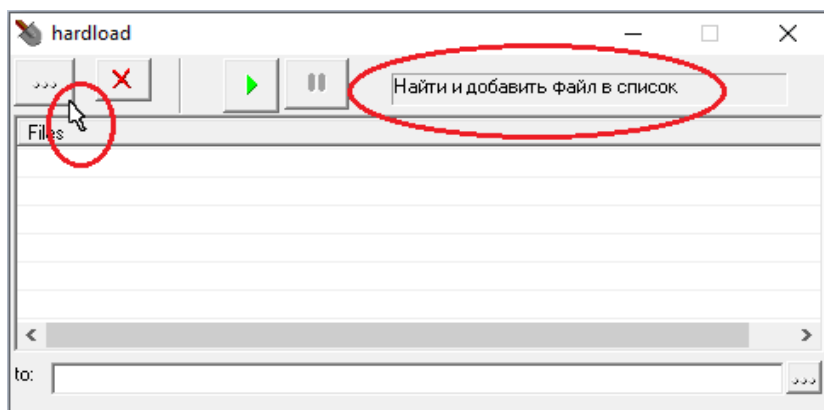 hardload
...
Найти и добавить файл в список
Files
to:
...